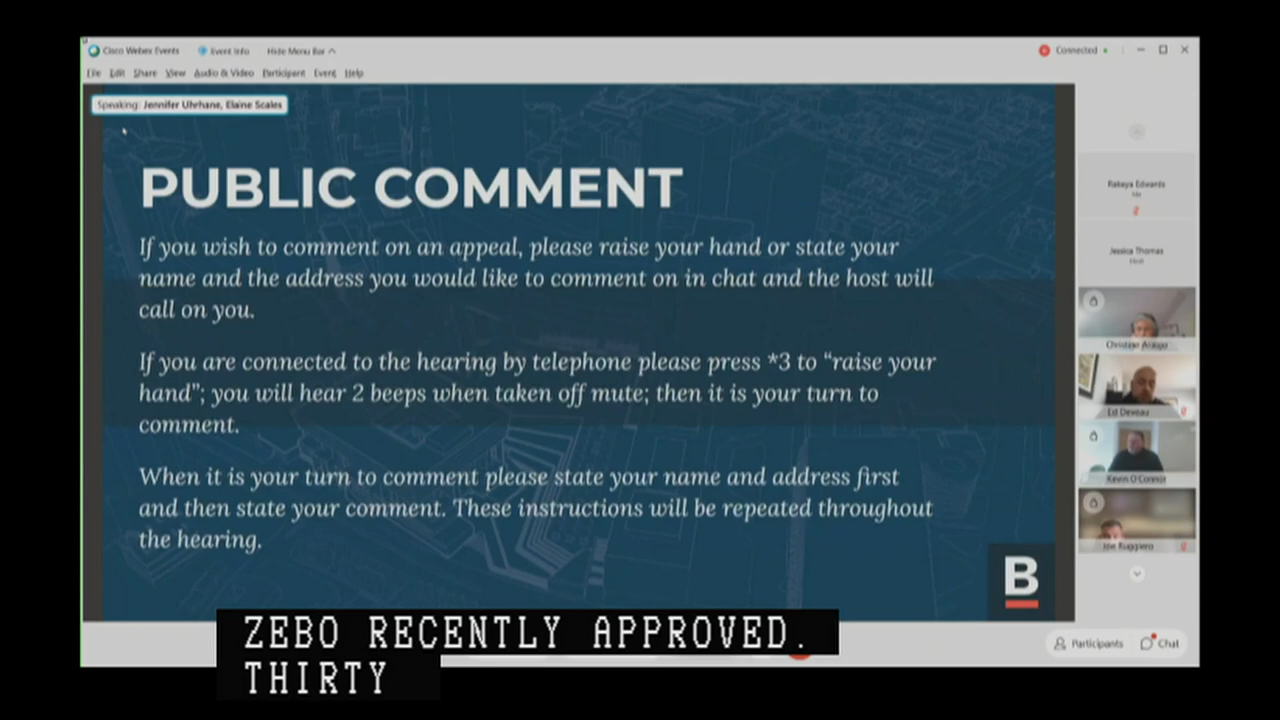 Cisco Webex Events
Event Info
Hide Menu Bar
Connected
File Edit Share View Audio & Video Participant Event Help
Speaking: Jennifer Uhrhane, Elaine Scales
PUBLIC COMMENT
If you wish to comment on an appeal, please raise your hand or state your
name and the address you would like to comment on in chat and the host will
call on you.
If you are connected to the hearing by telephone please press *3 to “raise your
hand”; you will hear 2 beeps when taken off mute; then it is your turn to
comment.
When it is your turn to comment please state your name and address first
and then state your comment. These instructions will be repeated throughout
the hearing.
B
Rakeya Edwards
Me
Jessica Thomas
Host
Christine Araujo
Ed Deveau
Kevin O'Connor
Joe Ruggiero
Participants
Chat
ZEBO RECENTLY APPROVED.
THIRTY